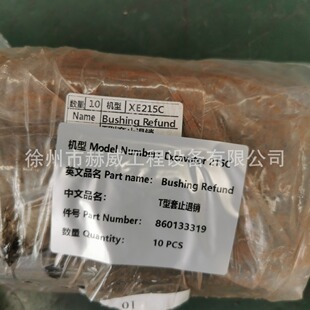 数量 10 机型 XE215C
Name Bushing Refund
机型 Model Number: Excavator 215C
徐州市赫威工程设备有限公司
英文品名 Part name: Bushing Refund
中文品名: T型套止退销
件号 Part Number: 860133319
数量 Quantity: 10 PCS